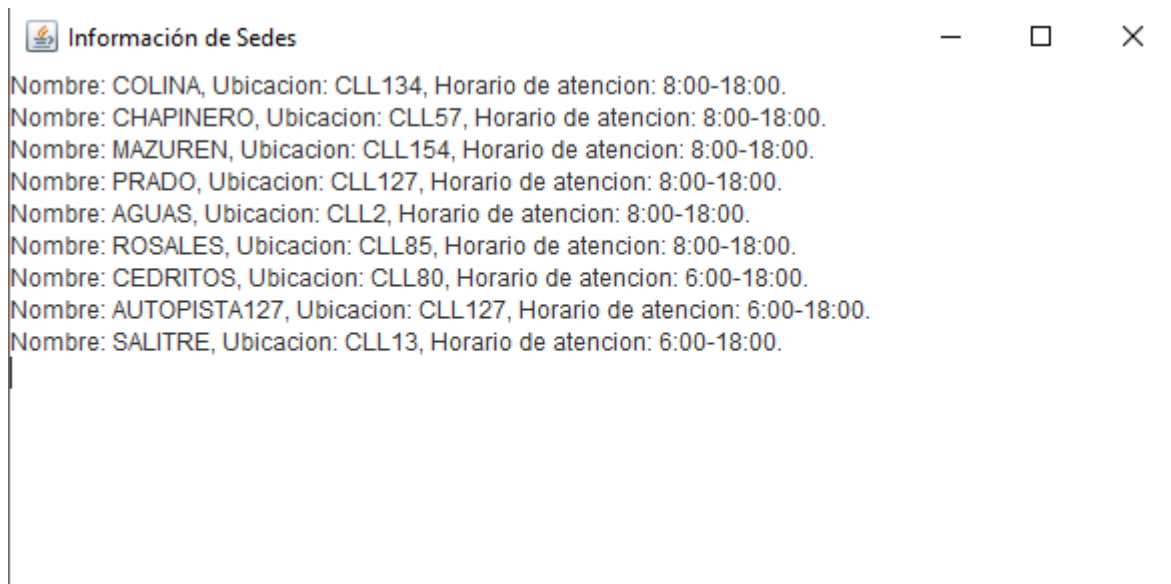 Información de Sedes
Nombre: COLINA, Ubicacion: CLL134, Horario de atencion: 8:00-18:00.
Nombre: CHAPINERO, Ubicacion: CLL57, Horario de atencion: 8:00-18:00.
Nombre: MAZUREN, Ubicacion: CLL154, Horario de atencion: 8:00-18:00.
Nombre: PRADO, Ubicacion: CLL127, Horario de atencion: 8:00-18:00.
Nombre: AGUAS, Ubicacion: CLL2, Horario de atencion: 8:00-18:00.
Nombre: ROSALES, Ubicacion: CLL85, Horario de atencion: 8:00-18:00.
Nombre: CEDRITOS, Ubicacion: CLL80, Horario de atencion: 6:00-18:00.
Nombre: AUTOPISTA127, Ubicacion: CLL127, Horario de atencion: 6:00-18:00.
Nombre: SALITRE, Ubicacion: CLL13, Horario de atencion: 6:00-18:00.